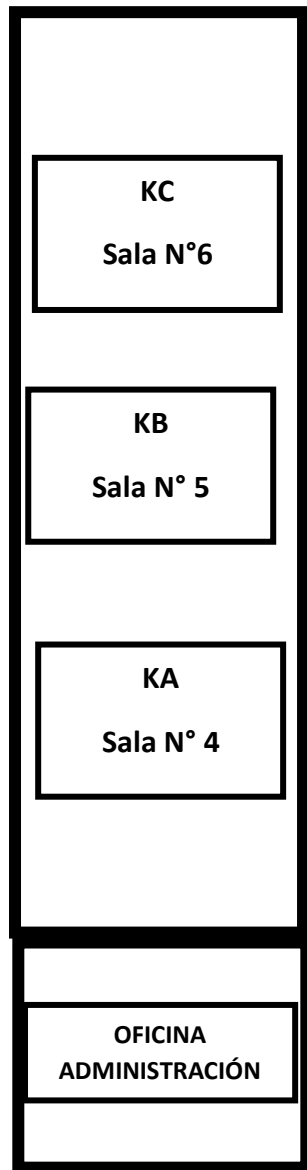 KC
Sala N°6
KB
Sala N° 5
KA
Sala N° 4
OFICINA
ADMINISTRACIÓN